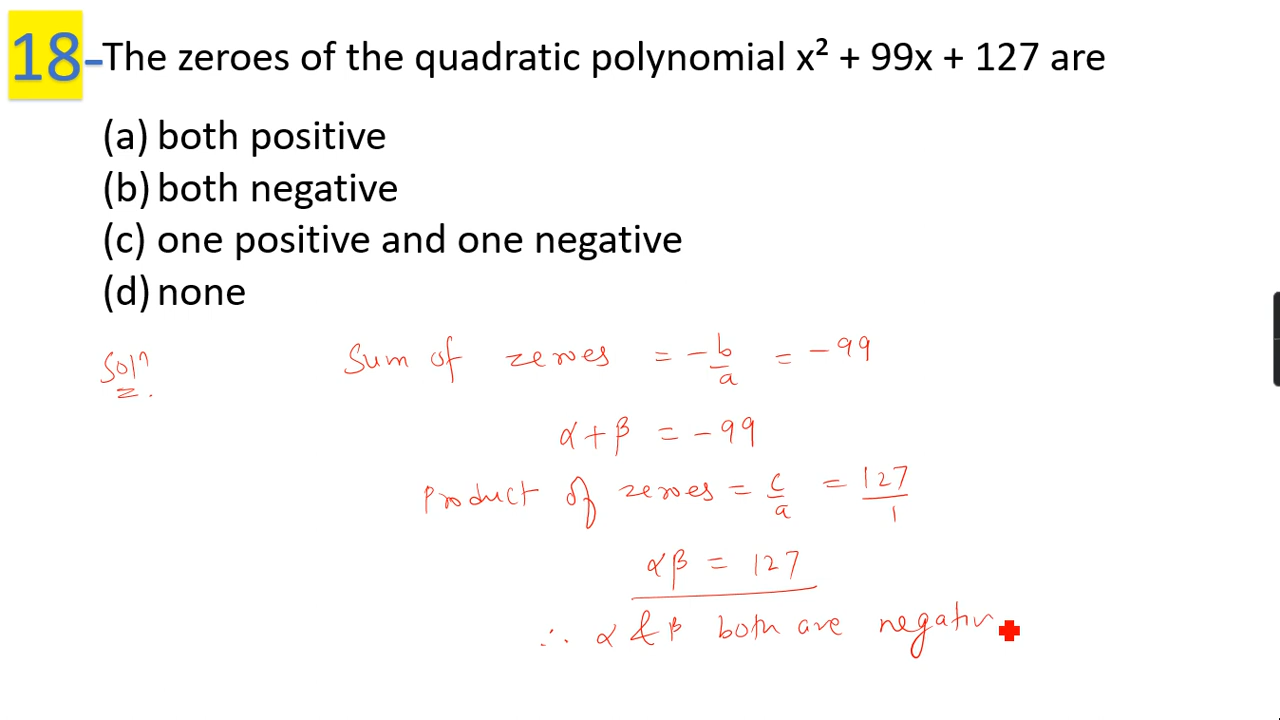 18-The zeroes of the quadratic polynomial x² + 99x + 127 are
(a) both positive
(b) both negative
(c) one positive and one negative
(d) none
Solⁿ Sum of zeroes = -b/a = -99
α+β = -99
Product of zeroes = c/a = 127/1
αβ = 127
∴ α & β both are negativ